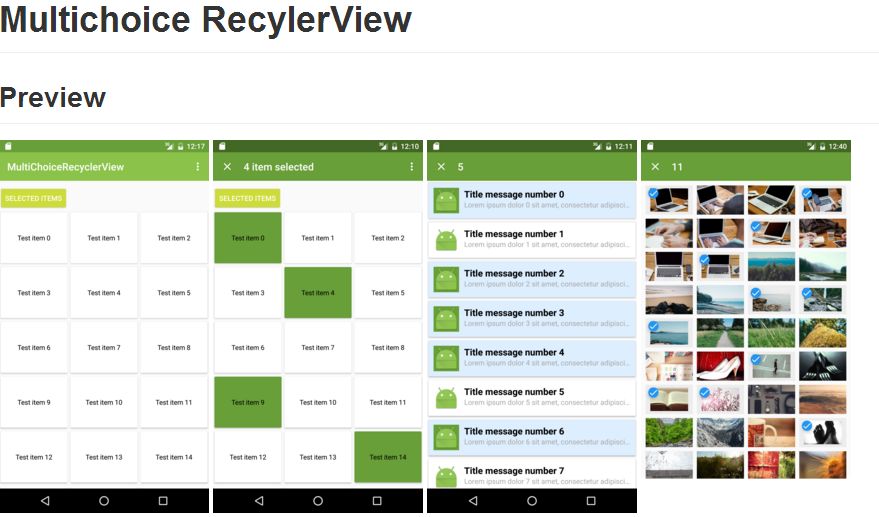 Multichoice RecylerView
Preview
12:17
MultiChoiceRecyclerView
SELECTED ITEMS
Test item 0
Test item 1
Test item 2
Test item 3
Test item 4
Test item 5
Test item 6
Test item 7
Test item 8
Test item 9
Test item 10
Test item 11
Test item 12
Test item 13
Test item 14
12:10
4 item selected
SELECTED ITEMS
Test item 0
Test item 1
Test item 2
Test item 3
Test item 4
Test item 5
Test item 6
Test item 7
Test item 8
Test item 9
Test item 10
Test item 11
Test item 12
Test item 13
Test item 14
12:11
5
Title message number 0
Lorem ipsum dolor 0 sit amet, consectetur adipisci...
Title message number 1
Lorem ipsum dolor 1 sit amet, consectetur adipisci...
Title message number 2
Lorem ipsum dolor 2 sit amet, consectetur adipisci...
Title message number 3
Lorem ipsum dolor 3 sit amet, consectetur adipisci...
Title message number 4
Lorem ipsum dolor 4 sit amet, consectetur adipisci...
Title message number 5
Lorem ipsum dolor 5 sit amet, consectetur adipisci...
Title message number 6
Lorem ipsum dolor 6 sit amet, consectetur adipisci...
Title message number 7
Lorem ipsum dolor 7 sit amet, consectetur adipisci...
12:40
11